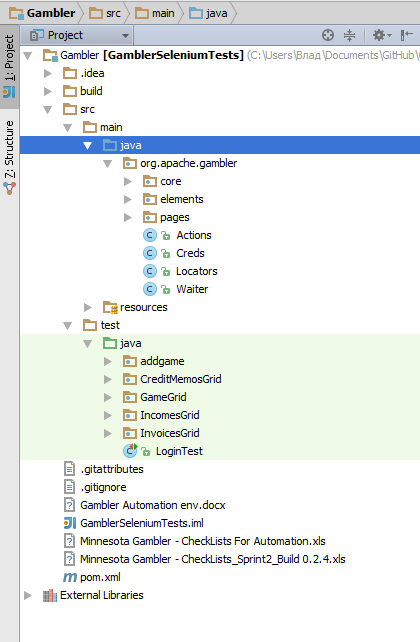 Gambler src main java
Project
1: Project
Z: Structure
Gambler [GamblerSeleniumTests] (C:\Users\Влад\Documents\GitHub\
.idea
build
src
main
java
org.apache.gambler
core
elements
pages
Actions
Creds
Locators
Waiter
resources
test
java
addgame
CreditMemosGrid
GameGrid
IncomesGrid
InvoicesGrid
LoginTest
.gitattributes
.gitignore
Gambler Automation env.docx
GamblerSeleniumTests.iml
Minnesota Gambler - CheckLists For Automation.xls
Minnesota Gambler - CheckLists_Sprint2_Build 0.2.4.xls
pom.xml
External Libraries